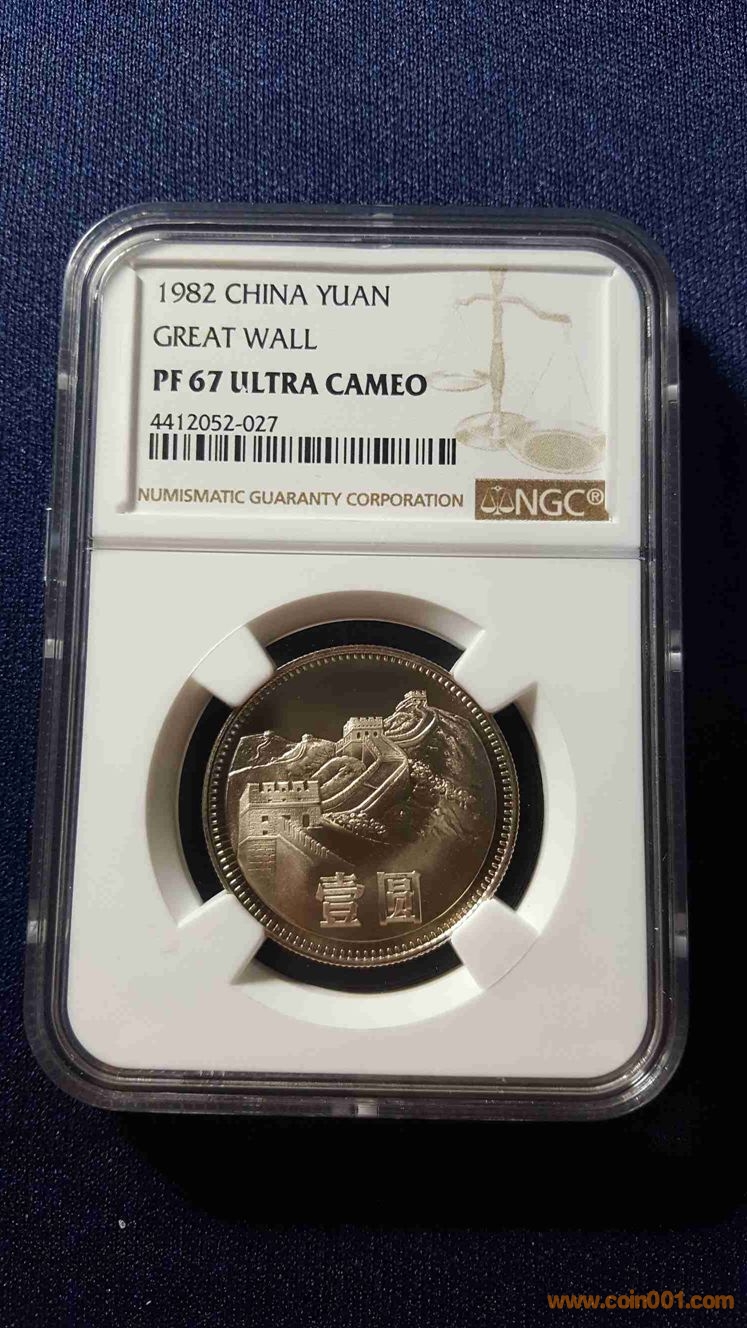 1982 CHINA YUAN
GREAT WALL
PF 67 ULTRA CAMEO
4412052-027
NUMISMATIC GUARANTY CORPORATION
NGC®
壹圆
www.coin001.com